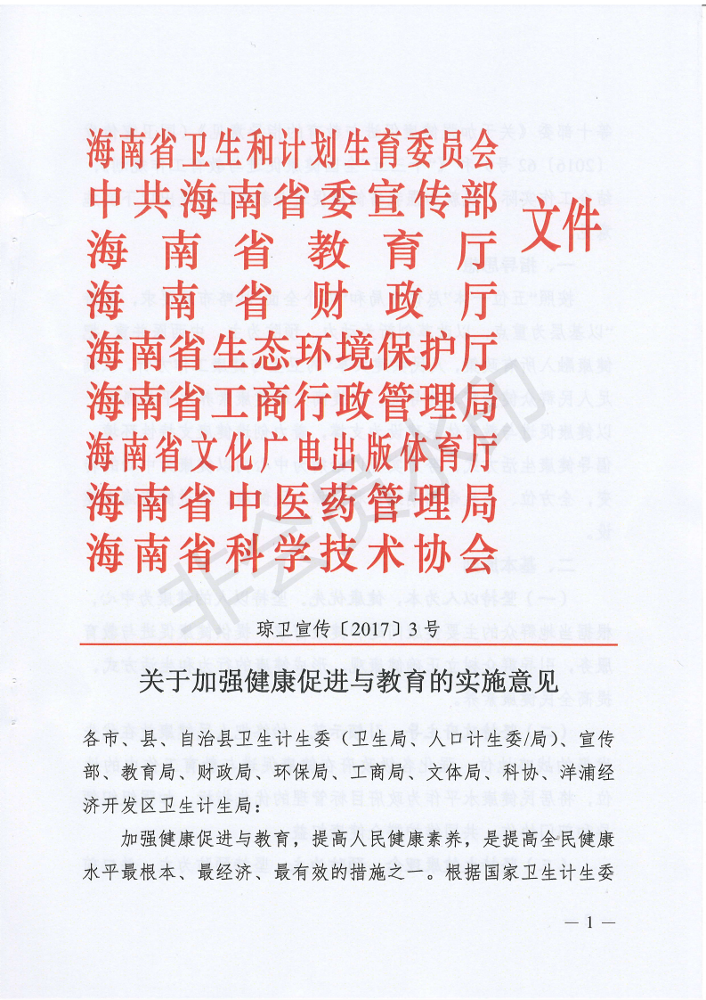 海南省卫生和计划生育委员会
中共海南省委宣传部
海南省教育厅
海南省财政厅
海南省生态环境保护厅
海南省工商行政管理局
海南省文化广电出版体育厅
海南省中医药管理局
海南省科学技术协会
文件
非会员水印
琼卫宣传〔2017〕3号
关于加强健康促进与教育的实施意见
各市、县、自治县卫生计生委（卫生局、人口计生委/局）、宣传
部、教育局、财政局、环保局、工商局、文体局、科协、洋浦经
济开发区卫生计生局：
加强健康促进与教育，提高人民健康素养，是提高全民健康
水平最根本、最经济、最有效的措施之一。根据国家卫生计生委
— 1 —